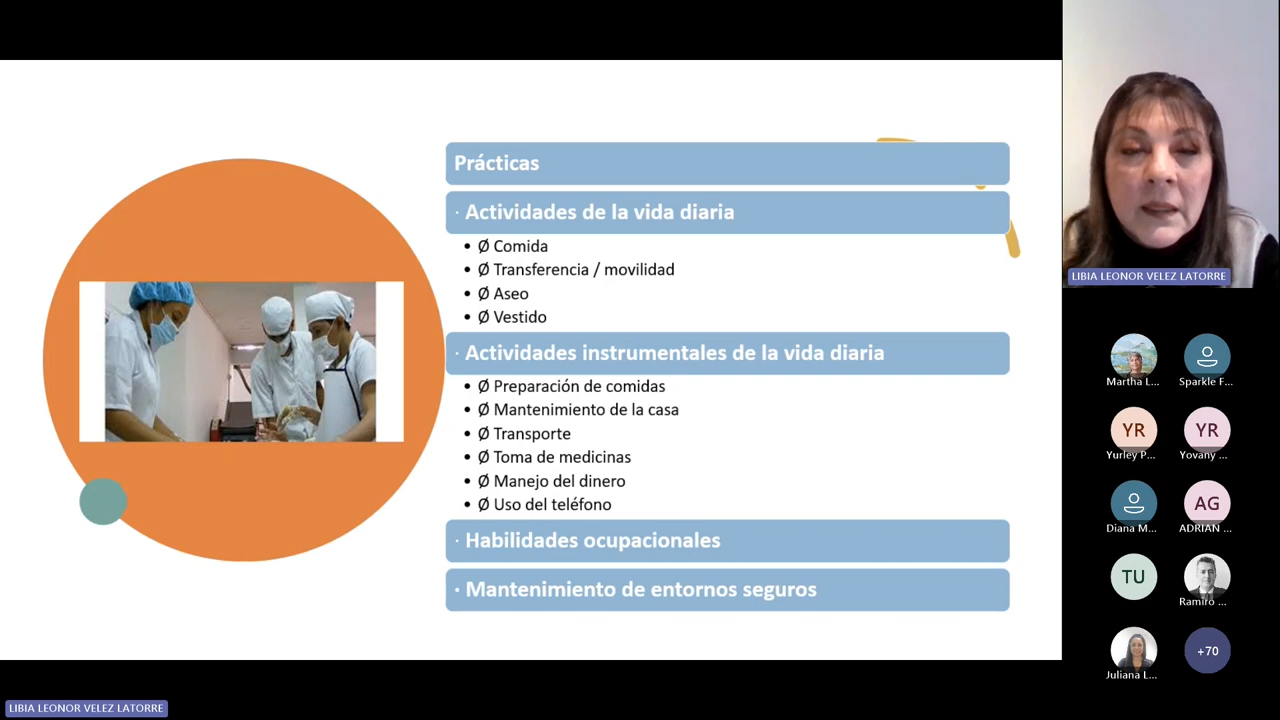 Prácticas
· Actividades de la vida diaria
• Ø Comida
• Ø Transferencia / movilidad
• Ø Aseo
• Ø Vestido
· Actividades instrumentales de la vida diaria
• Ø Preparación de comidas
• Ø Mantenimiento de la casa
• Ø Transporte
• Ø Toma de medicinas
• Ø Manejo del dinero
• Ø Uso del teléfono
· Habilidades ocupacionales
· Mantenimiento de entornos seguros
LIBIA LEONOR VELEZ LATORRE
Martha L...
Sparkle F...
YR
Yurley P...
YR
Yovany ...
Diana M...
AG
ADRIAN ...
TU
Ramiro ...
Juliana L...
+70
LIBIA LEONOR VELEZ LATORRE